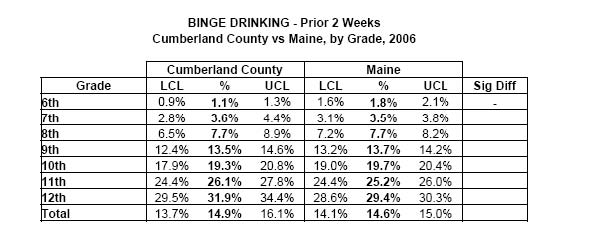 BINGE DRINKING - Prior 2 Weeks
Cumberland County vs Maine, by Grade, 2006
Cumberland County Maine
Grade LCL % UCL LCL % UCL Sig Diff
6th 0.9% 1.1% 1.3% 1.6% 1.8% 2.1% -
7th 2.8% 3.6% 4.4% 3.1% 3.5% 3.8%
8th 6.5% 7.7% 8.9% 7.2% 7.7% 8.2%
9th 12.4% 13.5% 14.6% 13.2% 13.7% 14.2%
10th 17.9% 19.3% 20.8% 19.0% 19.7% 20.4%
11th 24.4% 26.1% 27.8% 24.4% 25.2% 26.0%
12th 29.5% 31.9% 34.4% 28.6% 29.4% 30.3%
Total 13.7% 14.9% 16.1% 14.1% 14.6% 15.0%